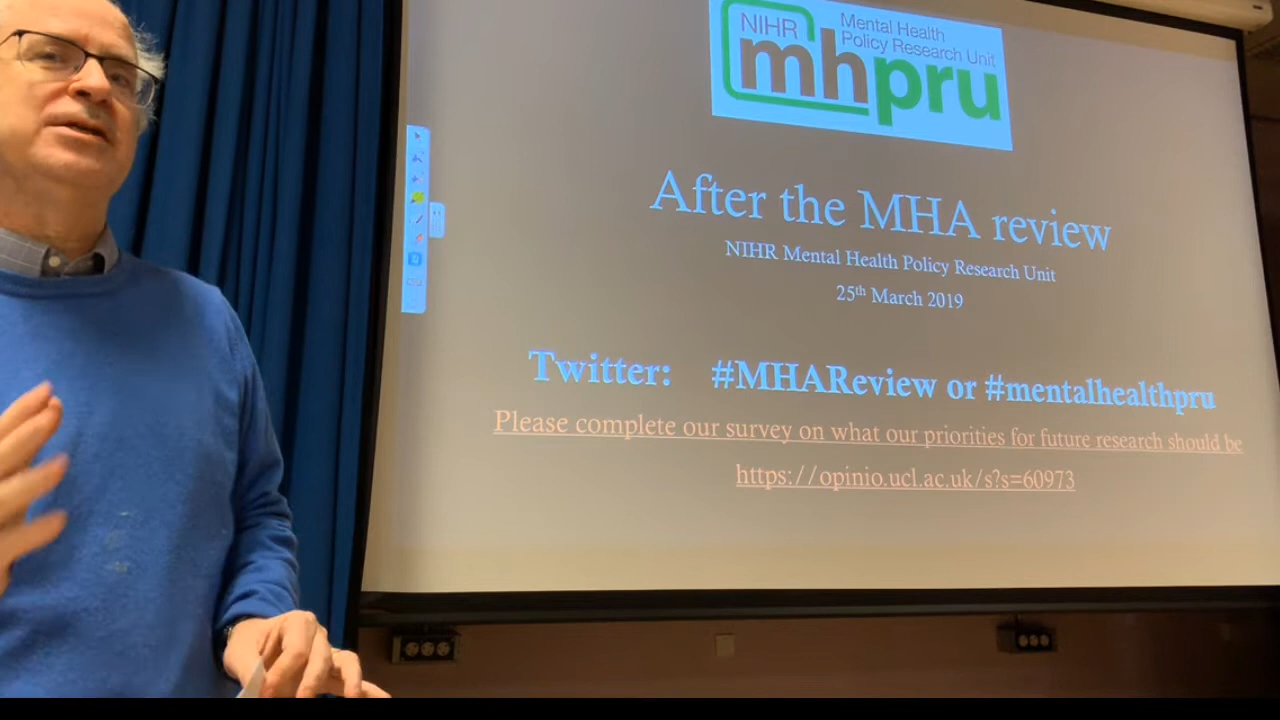 NIHR
Mental Health
Policy Research Unit
mhpru
After the MHA review
NIHR Mental Health Policy Research Unit
25th March 2019
Twitter: #MHAReview or #mentalhealthpru
Please complete our survey on what our priorities for future research should be
https://opinio.ucl.ac.uk/s?s=60973